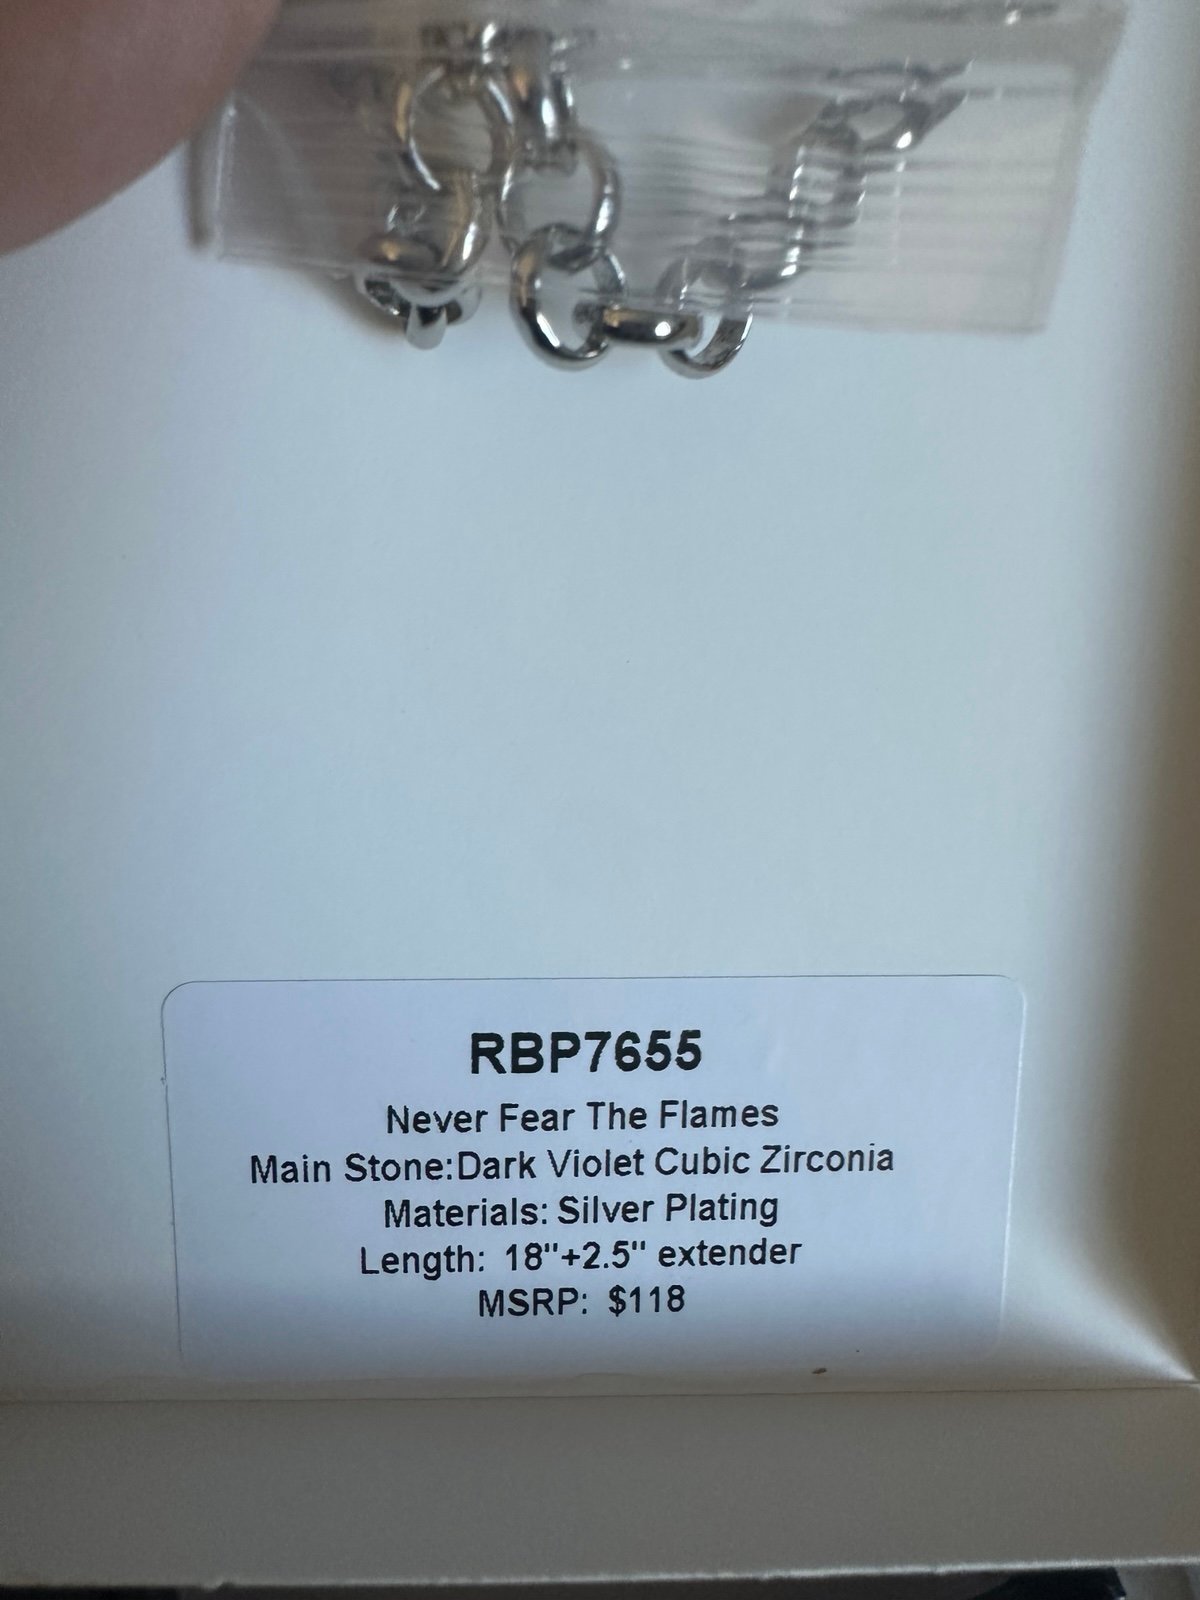 RBP7655
Never Fear The Flames
Main Stone:Dark Violet Cubic Zirconia
Materials: Silver Plating
Length: 18"+2.5" extender
MSRP: $118